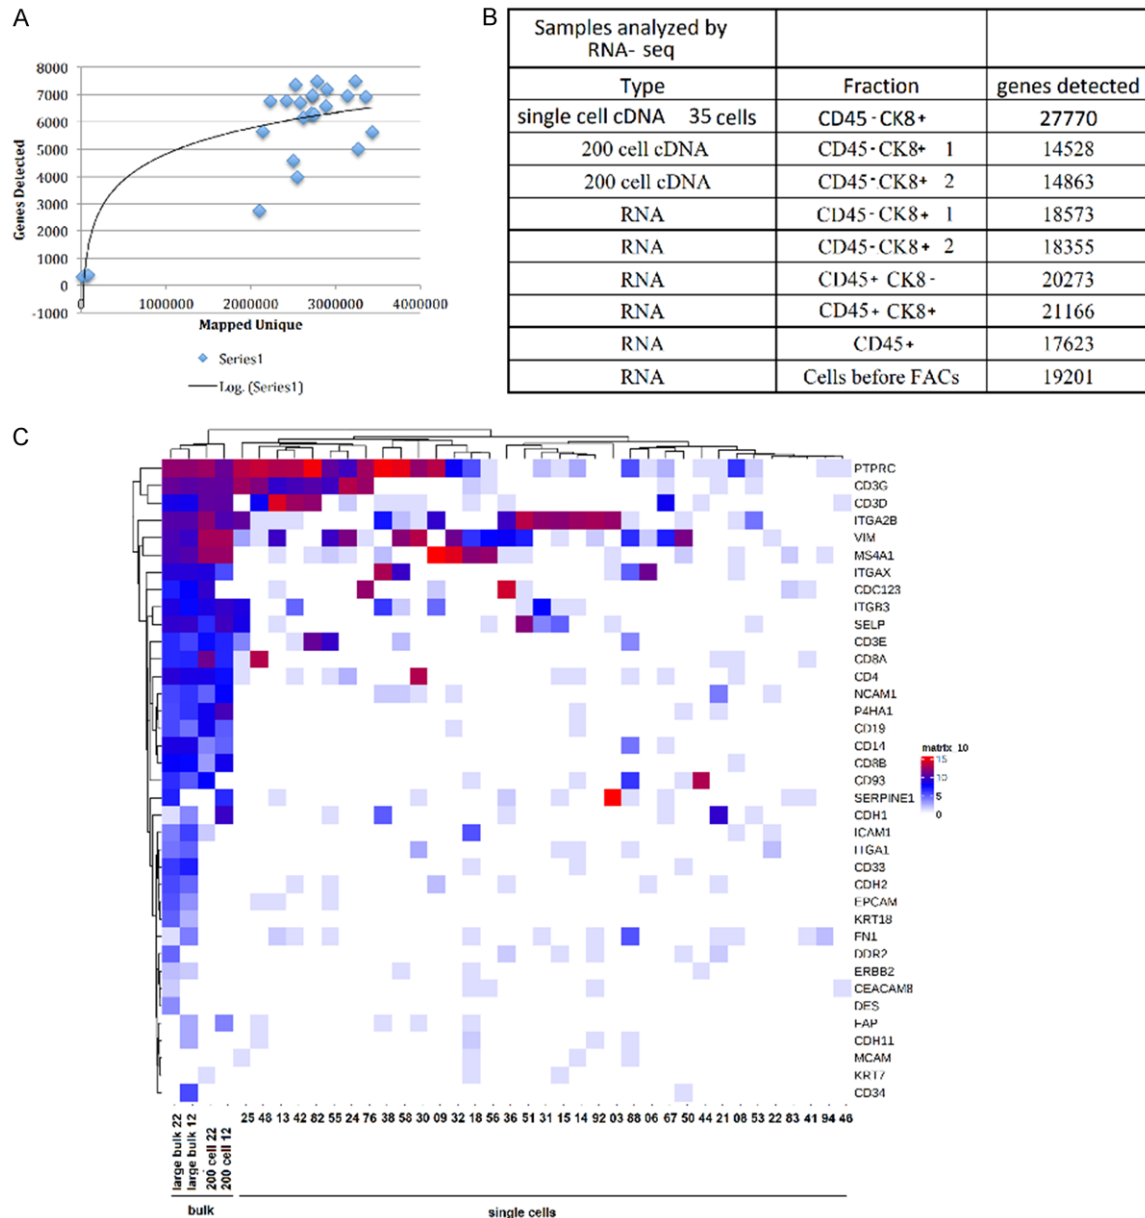 A
8000
7000
6000
5000
4000
3000
2000
1000
0
-1000
Genes Detected
0
1000000
2000000
3000000
4000000
Mapped Unique
Series1
Log. (Series1)
B
Samples analyzed by
RNA- seq
Type Fraction genes detected
single cell cDNA 35 cells CD45 - CK8+ 27770
200 cell cDNA CD45 - CK8+ 1 14528
200 cell cDNA CD45 - CK8+ 2 14863
RNA CD45 - CK8+ 1 18573
RNA CD45 - CK8+ 2 18355
RNA CD45+ CK8 - 20273
RNA CD45+ CK8+ 21166
RNA CD45+ 17623
RNA Cells before FACs 19201
C
PTPRC
CD3G
CD3D
ITGA2B
VIM
MS4A1
ITGAX
CDC123
ITGB3
SELP
CD3E
CD8A
CD4
NCAM1
P4HA1
CD19
CD14
CD8B
CD93
SERPINE1
CDH1
ICAM1
ITGA1
CD33
CDH2
EPCAM
KRT18
FN1
DDR2
ERBB2
CEACAM8
DES
FAP
CDH11
MCAM
KRT7
CD34
matrix_10
15
10
5
0
large bulk 22
large bulk 12
200 cell 22
200 cell 12
25 48 13 42 82 55 24 76 38 58 30 09 32 18 56 36 51 31 15 14 92 03 88 06 67 50 44 21 08 53 22 83 41 94 46
bulk
single cells